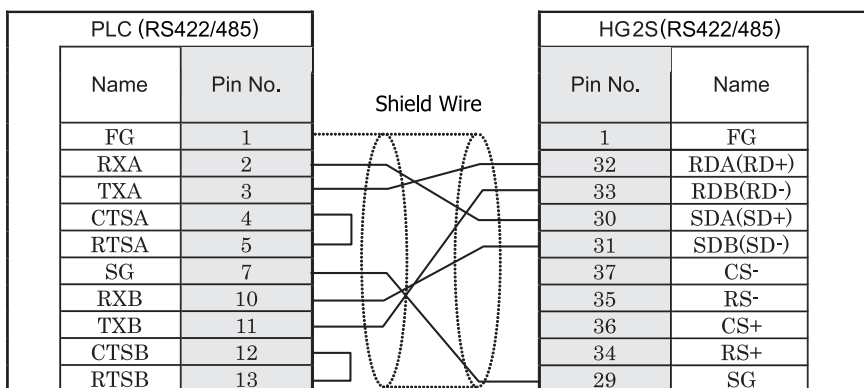 PLC (RS422/485) HG2S(RS422/485)
Name Pin No. Shield Wire Pin No. Name
FG 1 1 FG
RXA 2 32 RDA(RD+)
TXA 3 33 RDB(RD-)
CTSA 4 30 SDA(SD+)
RTSA 5 31 SDB(SD-)
SG 7 37 CS-
RXB 10 35 RS-
TXB 11 36 CS+
CTSB 12 34 RS+
RTSB 13 29 SG